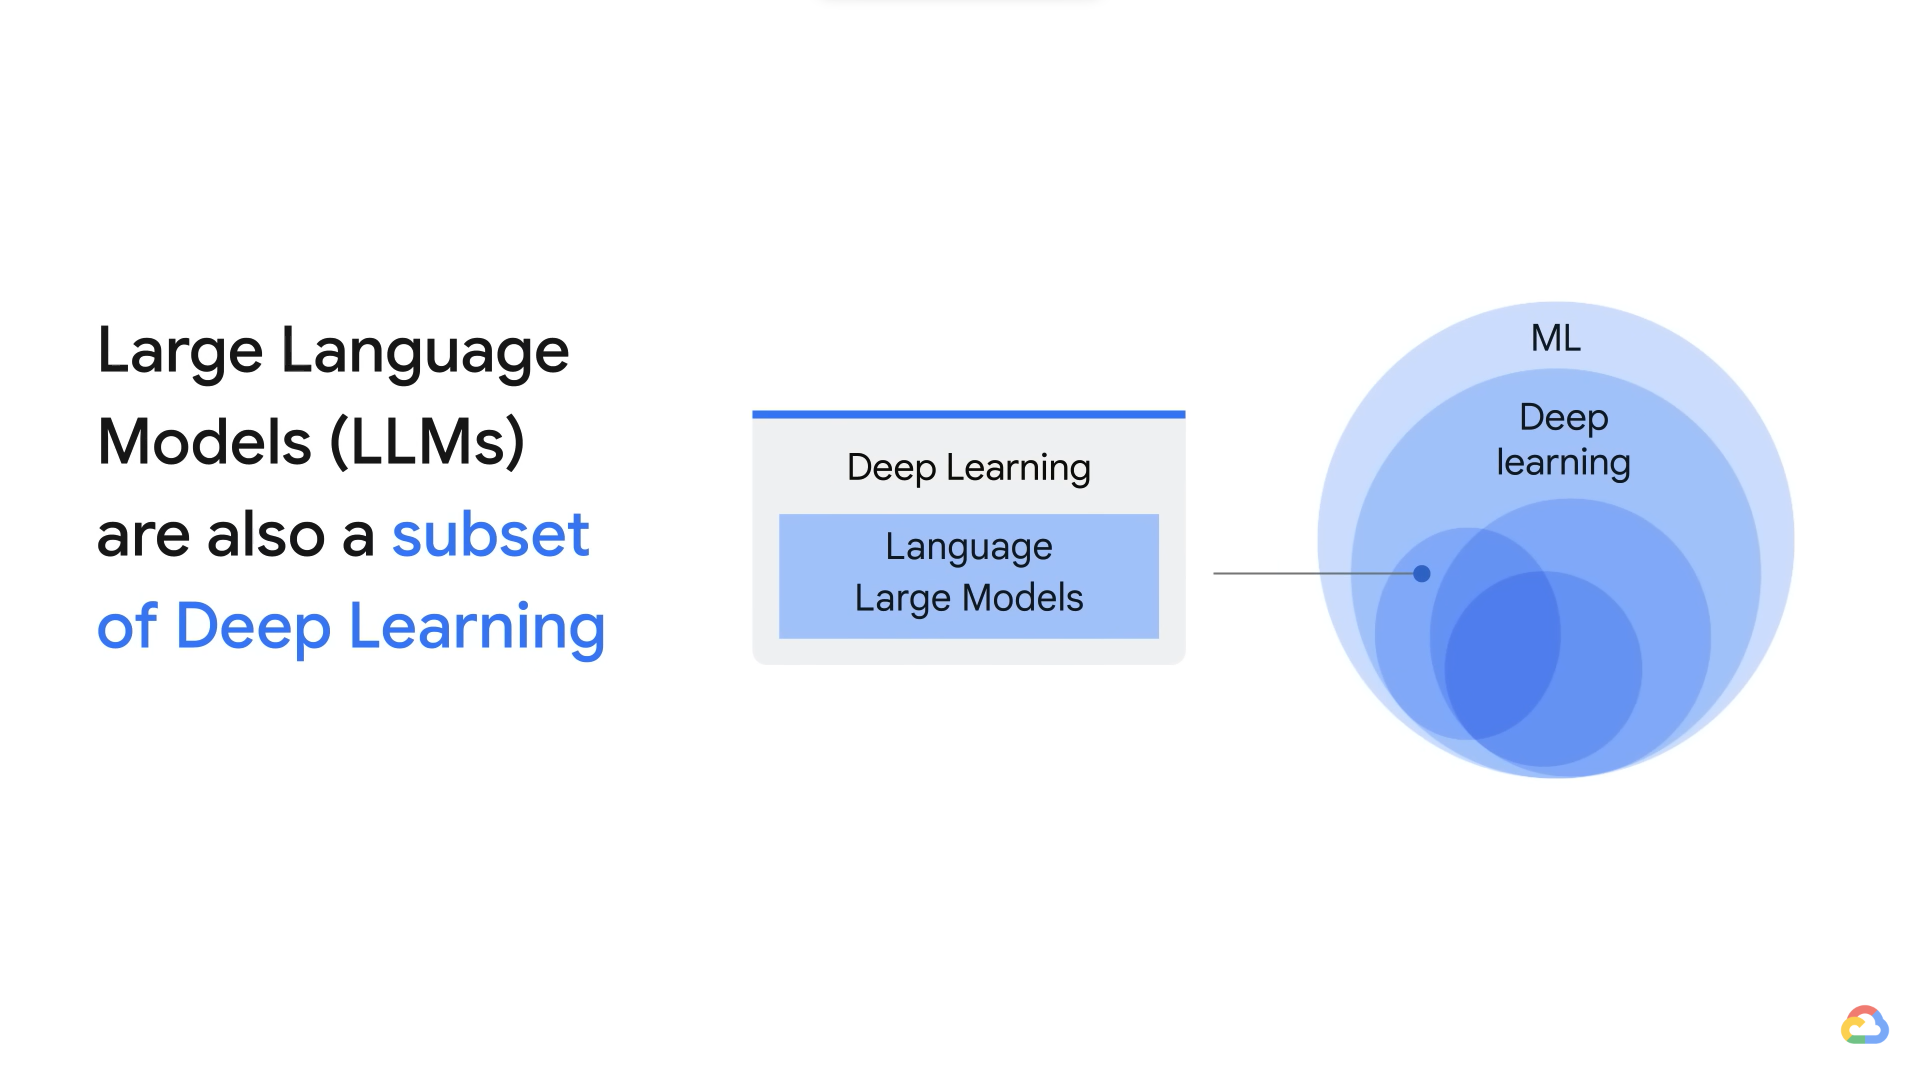 Large Language
Models (LLMs)
are also a subset
of Deep Learning
Deep Learning
Language
Large Models
ML
Deep
learning